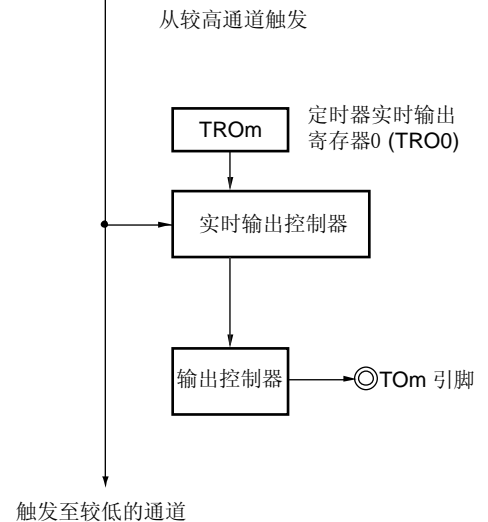 从较高通道触发
TROm
定时器实时输出
寄存器0 (TRO0)
实时输出控制器
输出控制器
TOm 引脚
触发至较低的通道